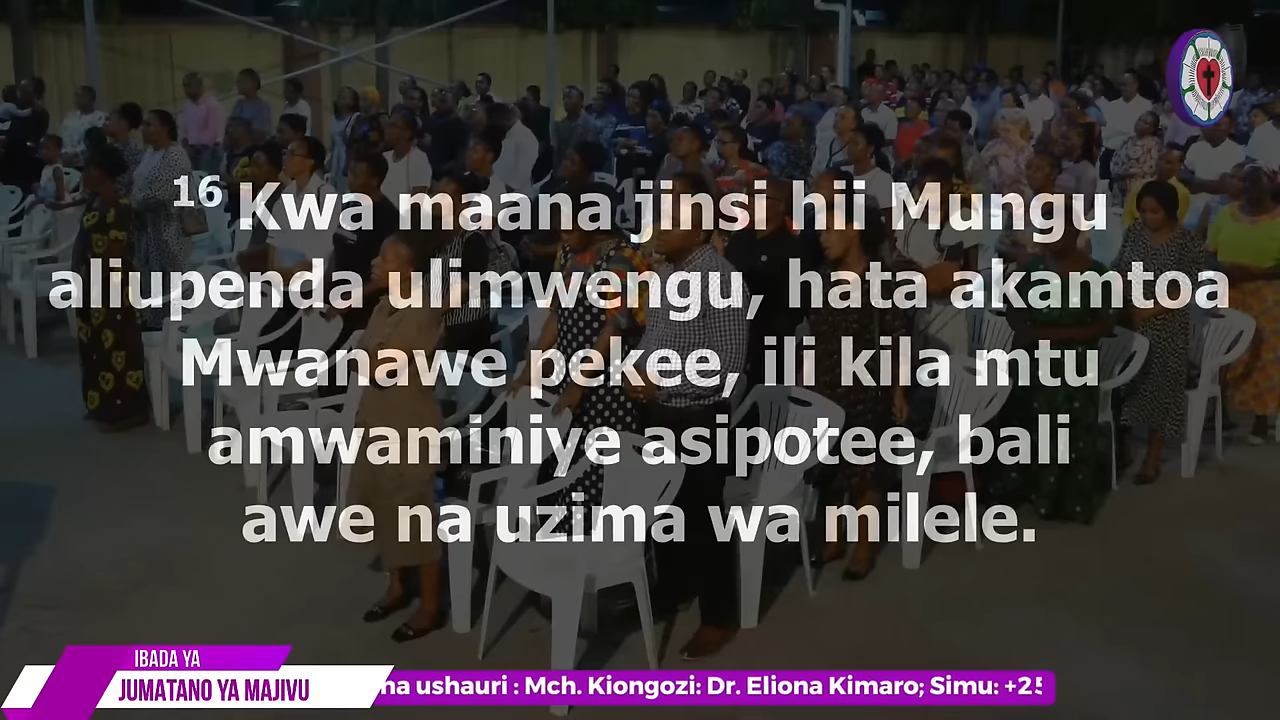 16 Kwa maana jinsi hii Mungu
aliupenda ulimwengu, hata akamtoa
Mwanawe pekee, ili kila mtu
amwaminiye asipotee, bali
awe na uzima wa milele.
IBADA YA
JUMATANO YA MAJIVU
ushauri : Mch. Kiongozi: Dr. Eliona Kimaro; Simu: +25